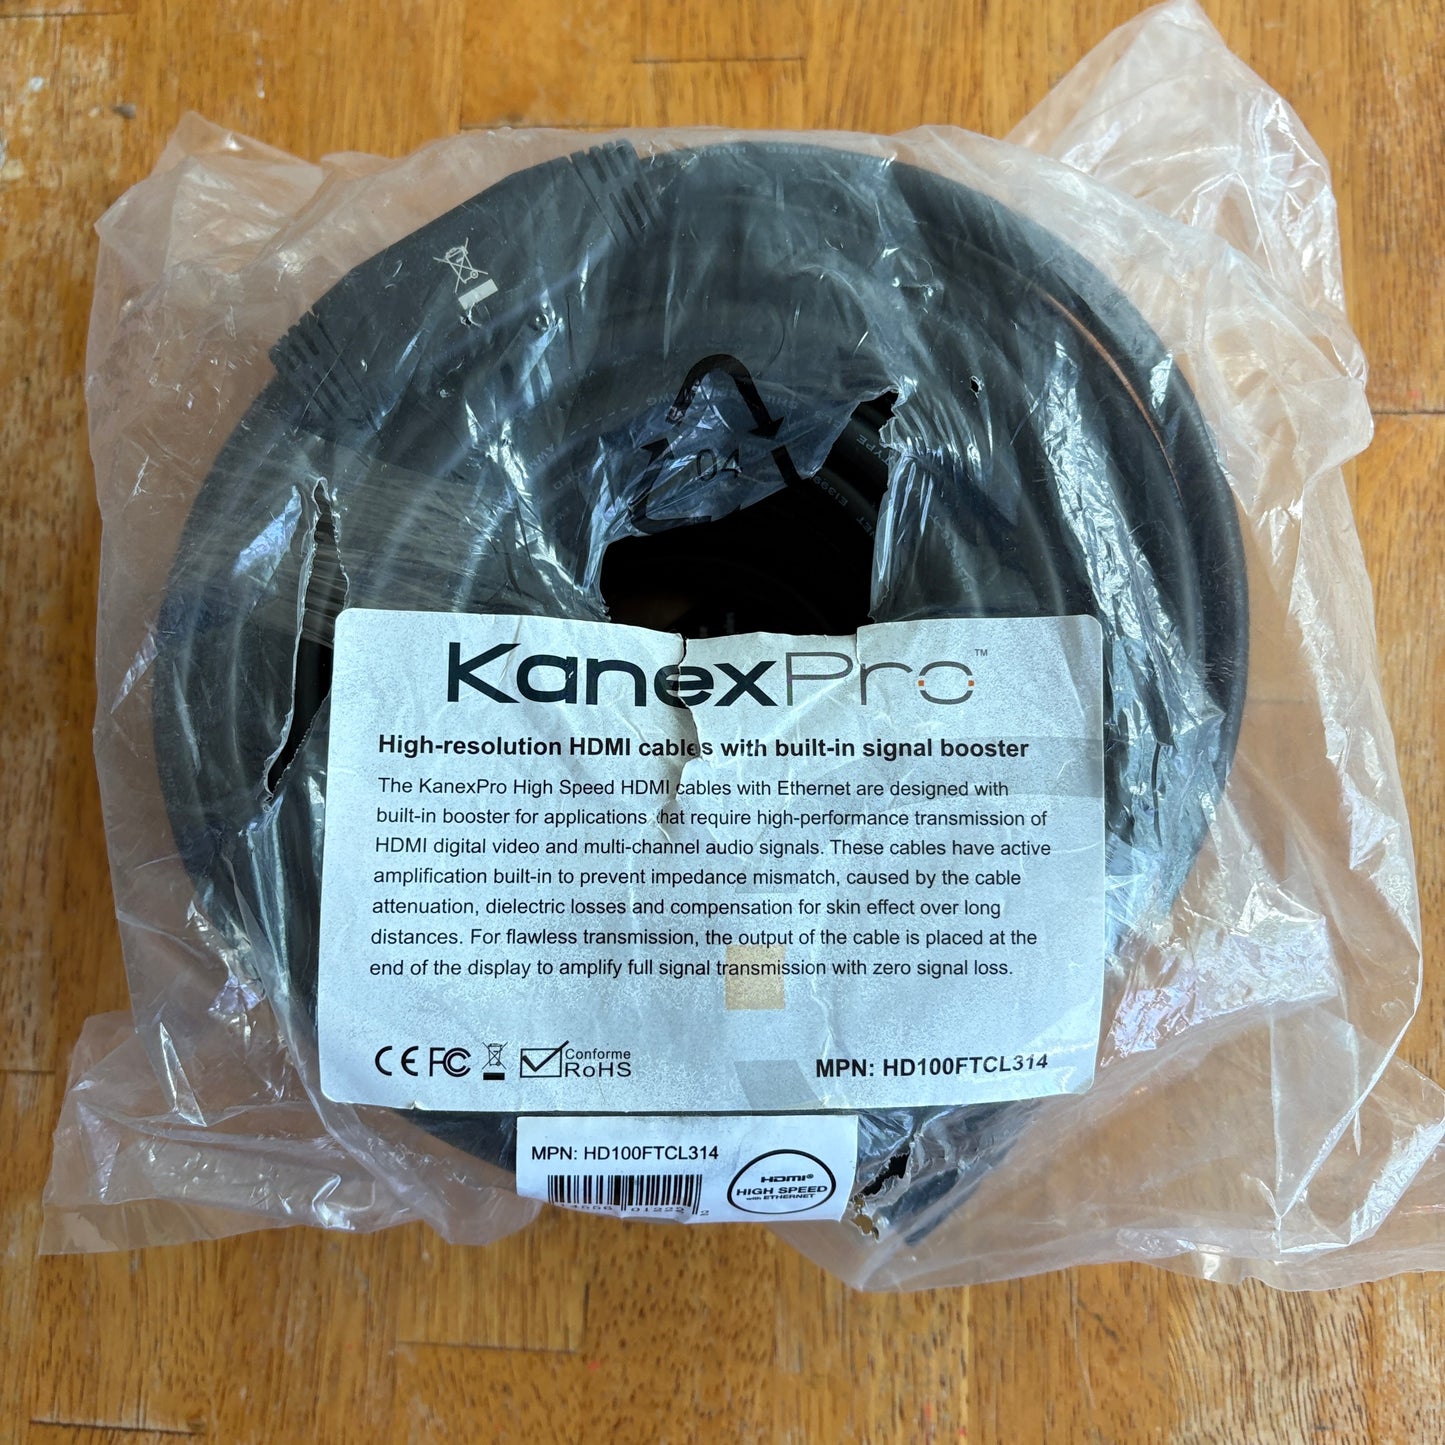 04
KanexPro™
High-resolution HDMI cables with built-in signal booster
The KanexPro High Speed HDMI cables with Ethernet are designed with
built-in booster for applications hat require high-performance transmission of
HDMI digital video and multi-channel audio signals. These cables have active
amplification built-in to prevent impedance mismatch, caused by the cable
attenuation, dielectric losses and compensation for skin effect over long
distances. For flawless transmission, the output of the cable is placed at the
end of the display to amplify full signal transmission with zero signal loss.
CE FC Conforme
RoHS
MPN: HD100FTCL314
MPN: HD100FTCL314
HDMI®
HIGH SPEED
with ETHERNET
14556 01222 2